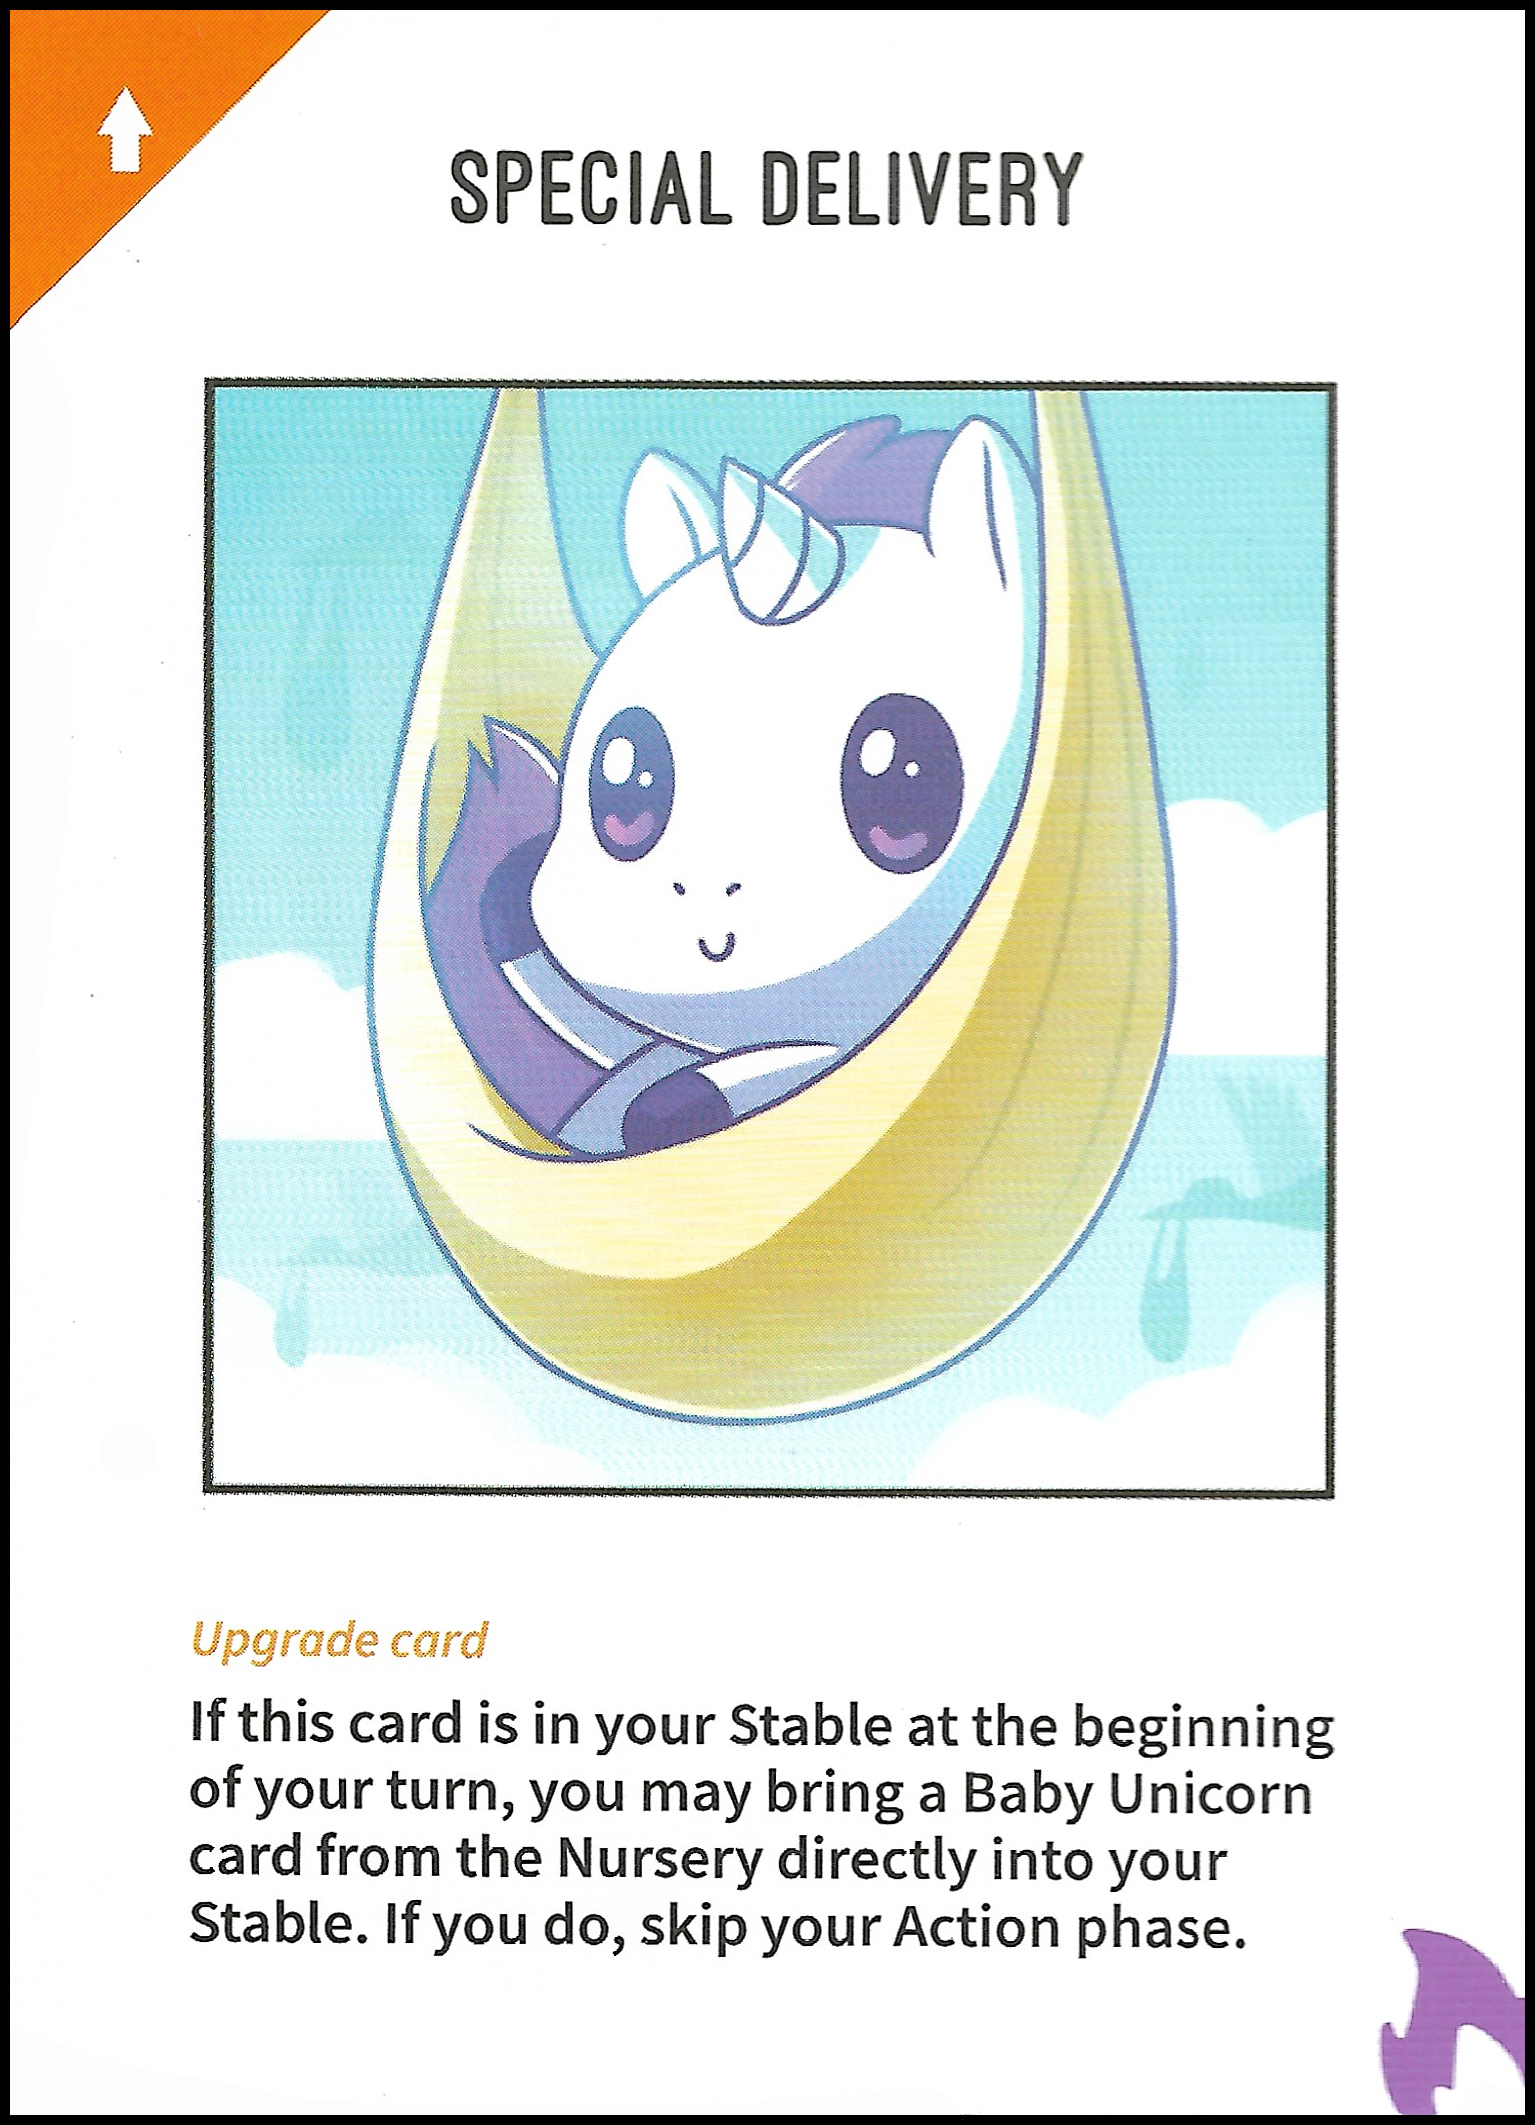 SPECIAL DELIVERY
Upgrade card
If this card is in your Stable at the beginning
of your turn, you may bring a Baby Unicorn
card from the Nursery directly into your
Stable. If you do, skip your Action phase.